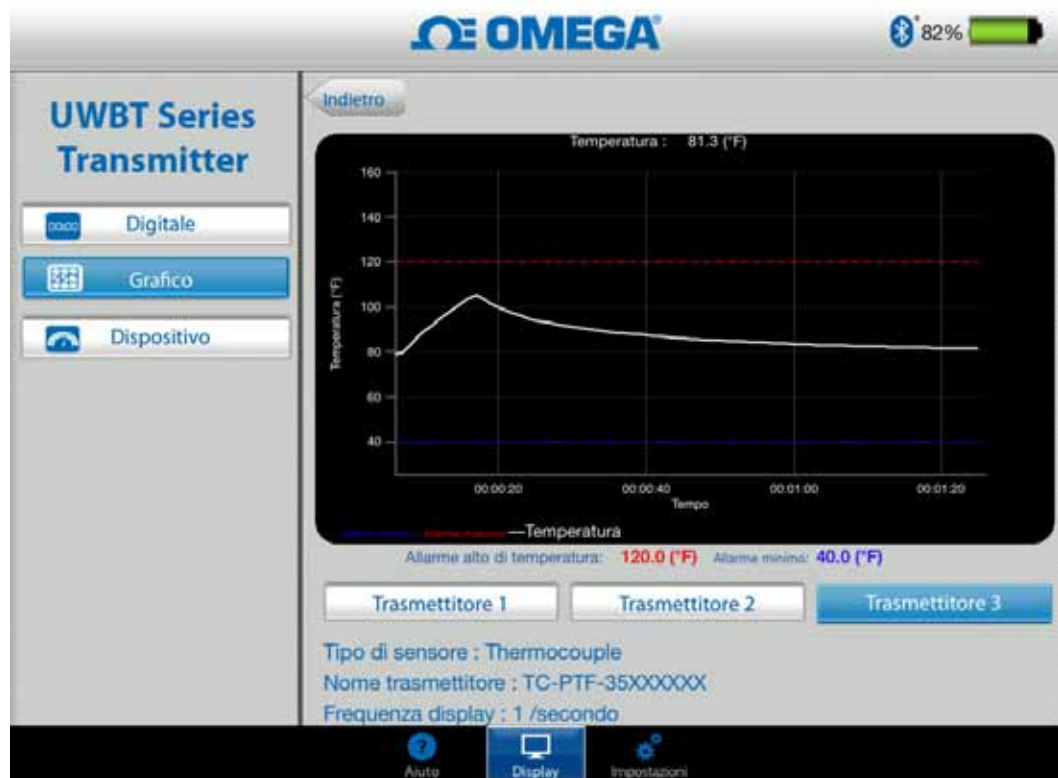 OMEGA
82%
UWBT Series
Transmitter
Digitale
Grafico
Dispositivo
Indietro
Temperatura : 81.3 (°F)
160
140
120
100
80
60
40
Temperatura (°F)
00:00:20
00:00:40
00:01:00
00:01:20
Tempo
Temperatura
Allarme alto di temperatura: 120.0 (°F) Allarme minimo: 40.0 (°F)
Trasmettitore 1
Trasmettitore 2
Trasmettitore 3
Tipo di sensore : Thermocouple
Nome trasmettitore : TC-PTF-35XXXXXX
Frequenza display : 1 /secondo
Aiuto
Display
Impostazioni